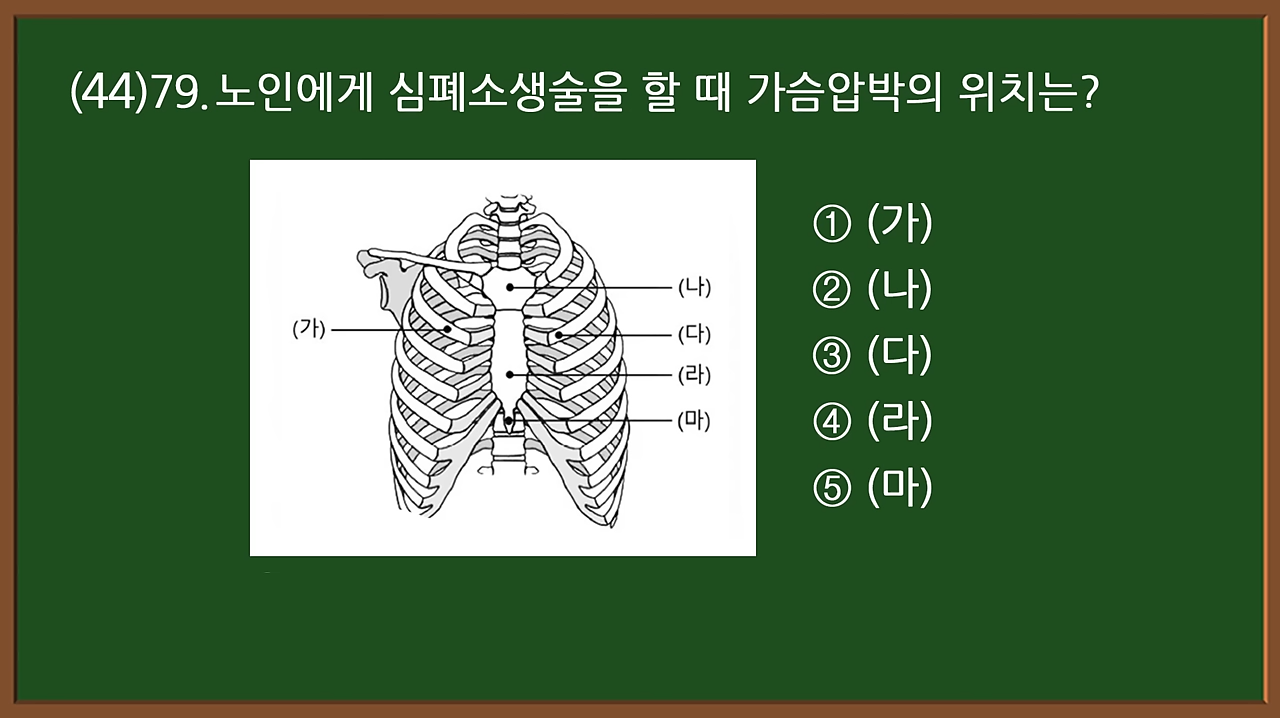 (44)79. 노인에게 심폐소생술을 할 때 가슴압박의 위치는?
(가)
(나)
(다)
(라)
(마)
① (가)
② (나)
③ (다)
④ (라)
⑤ (마)